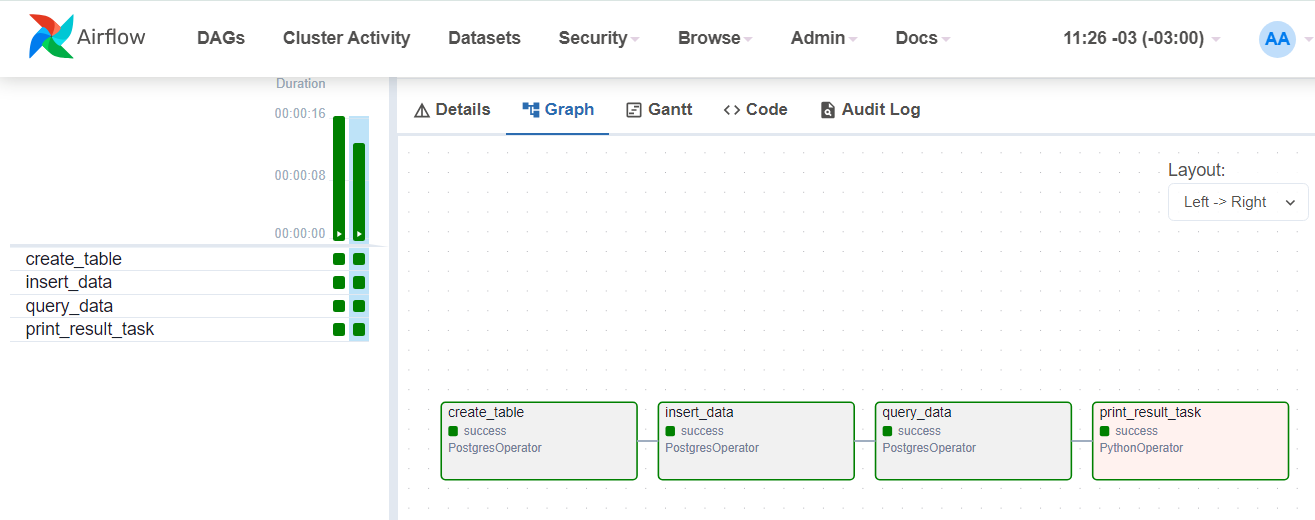 Airflow DAGs Cluster Activity Datasets Security Browse Admin Docs 11:26 -03 (-03:00) AA
Duration
00:00:16
00:00:08
00:00:00
create_table
insert_data
query_data
print_result_task
Details Graph Gantt Code Audit Log
Layout:
Left -> Right
create_table
success
PostgresOperator
insert_data
success
PostgresOperator
query_data
success
PostgresOperator
print_result_task
success
PythonOperator